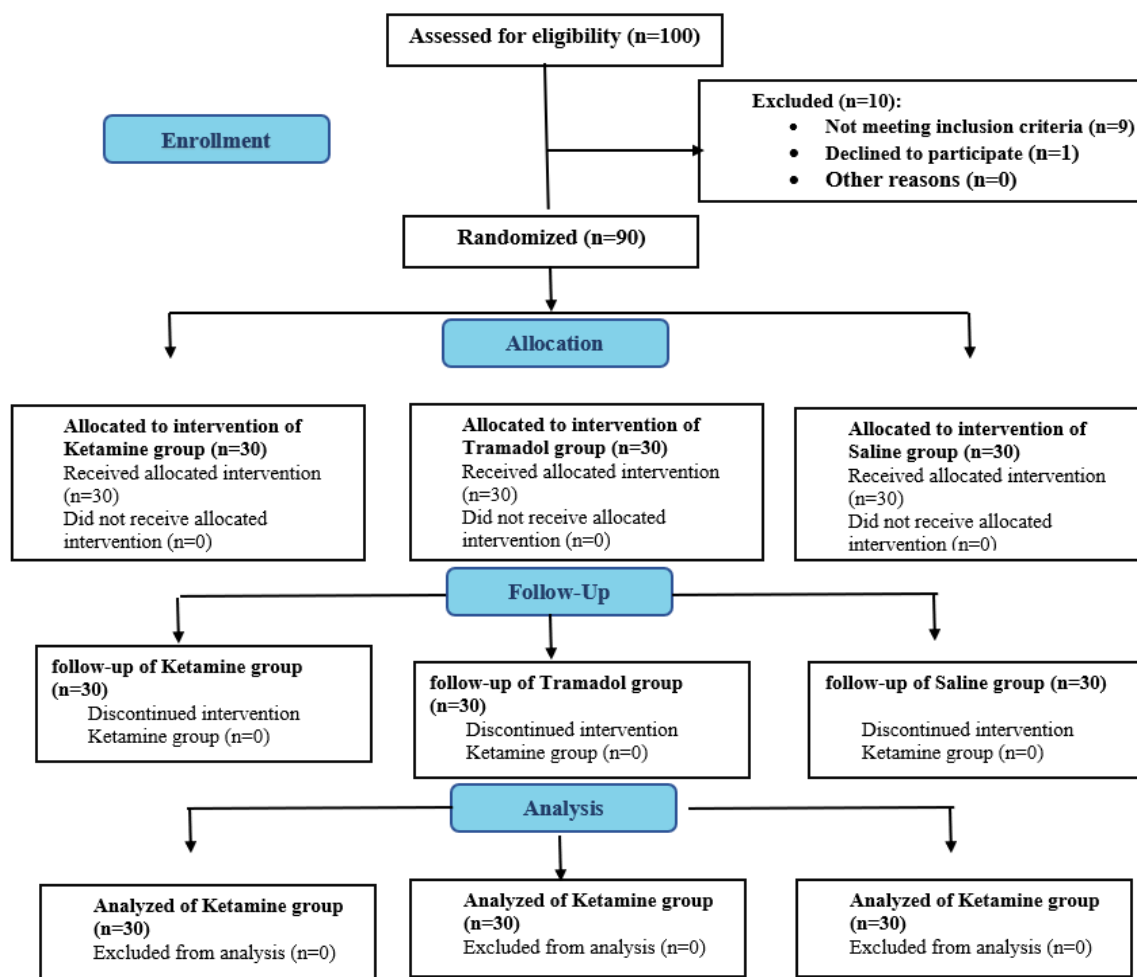 Assessed for eligibility (n=100)
Excluded (n=10):
• Not meeting inclusion criteria (n=9)
• Declined to participate (n=1)
• Other reasons (n=0)
Enrollment
Randomized (n=90)
Allocation
Allocated to intervention of
Ketamine group (n=30)
Received allocated intervention
(n=30)
Did not receive allocated
intervention (n=0)
Allocated to intervention of
Tramadol group (n=30)
Received allocated intervention
(n=30)
Did not receive allocated
intervention (n=0)
Allocated to intervention of
Saline group (n=30)
Received allocated intervention
(n=30)
Did not receive allocated
intervention (n=0)
Follow-Up
follow-up of Ketamine group
(n=30)
Discontinued intervention
Ketamine group (n=0)
follow-up of Tramadol group
(n=30)
Discontinued intervention
Ketamine group (n=0)
follow-up of Saline group (n=30)
Discontinued intervention
Ketamine group (n=0)
Analysis
Analyzed of Ketamine group
(n=30)
Excluded from analysis (n=0)
Analyzed of Ketamine group
(n=30)
Excluded from analysis (n=0)
Analyzed of Ketamine group
(n=30)
Excluded from analysis (n=0)